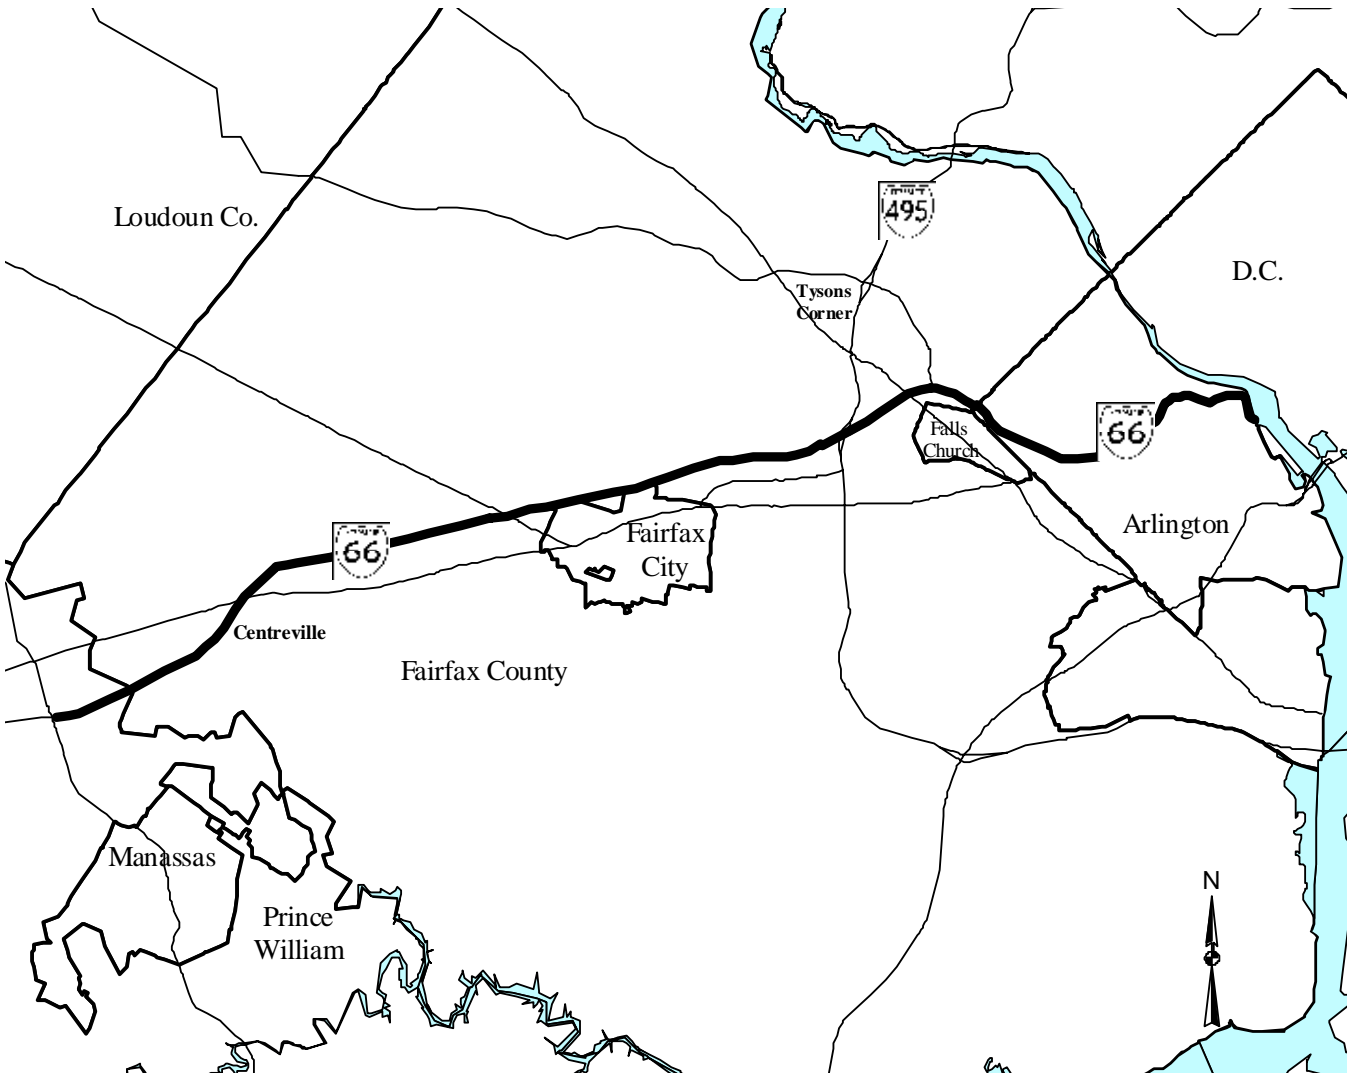 Loudoun Co.
495
D.C.
Tysons
Corner
Falls
Church
66
Arlington
Fairfax
City
66
Centreville
Fairfax County
Manassas
Prince
William
N